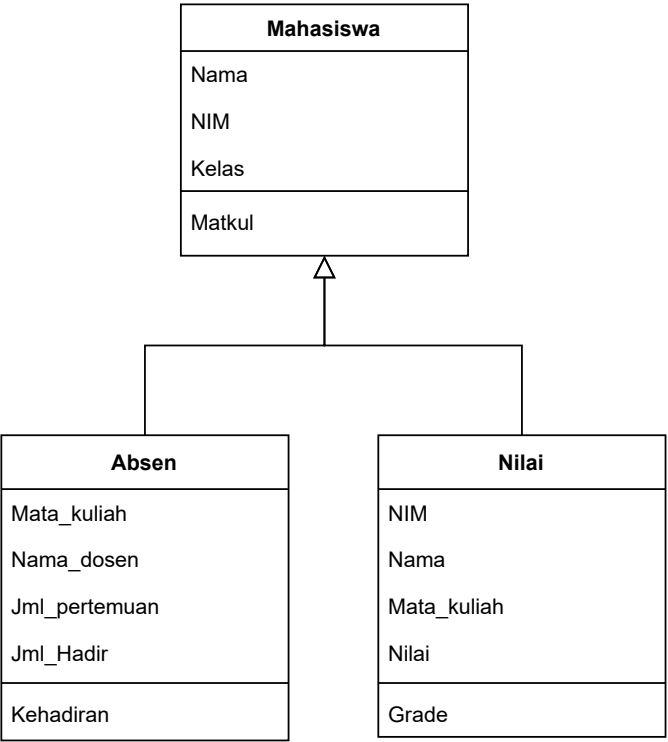 Mahasiswa
Nama
NIM
Kelas
Matkul
Absen
Mata_kuliah
Nama_dosen
Jml_pertemuan
Jml_Hadir
Kehadiran
Nilai
NIM
Nama
Mata_kuliah
Nilai
Grade